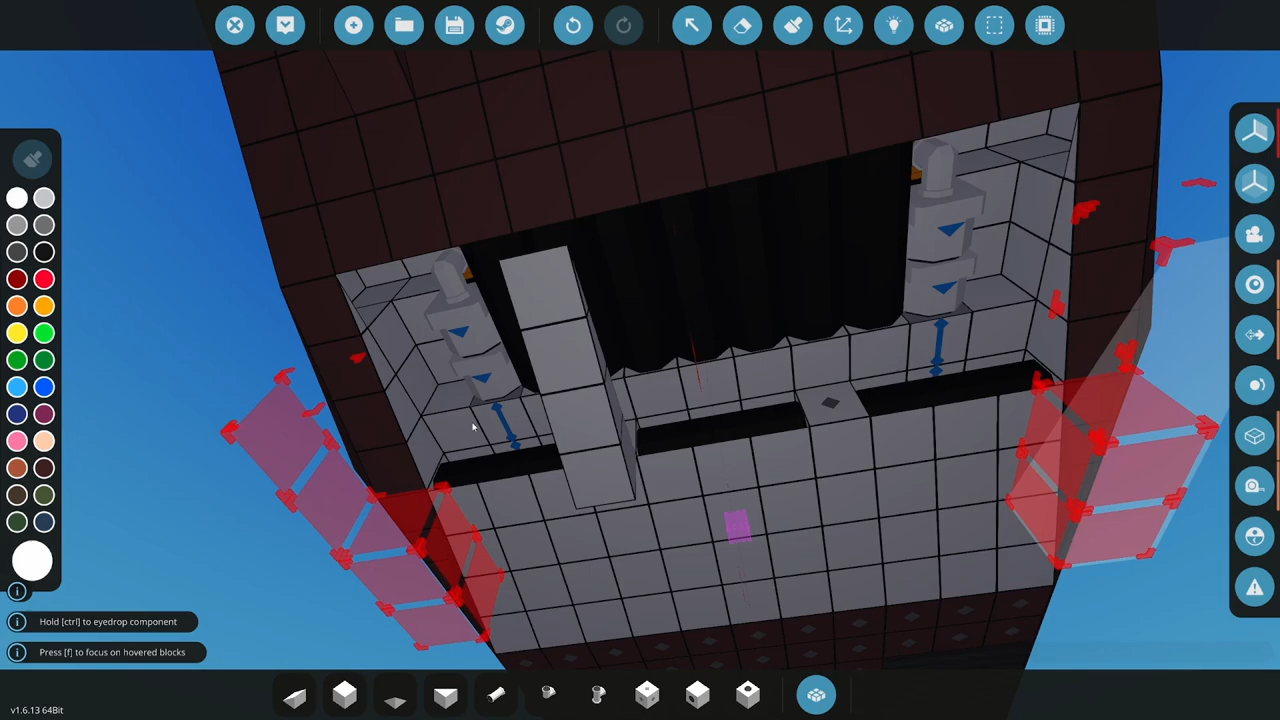 Hold [ctrl] to eyedrop component
Press [f] to focus on hovered blocks
v1.6.13 64Bit